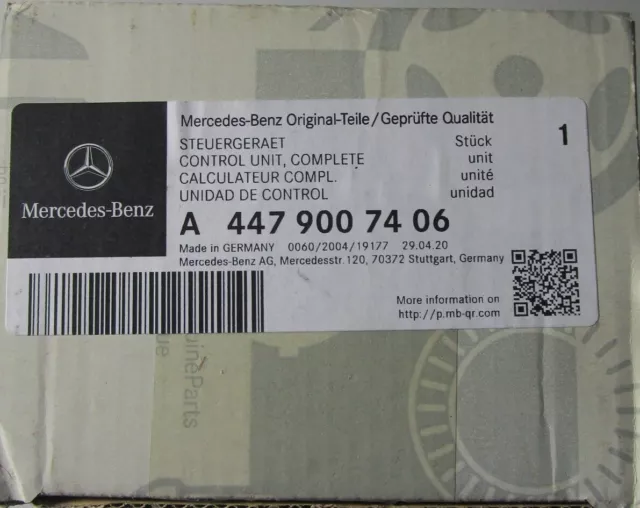 Mercedes-Benz Original-Teile/Geprüfte Qualität
STEUERGERAET Stück 1
CONTROL UNIT, COMPLETE unit
CALCULATEUR COMPL. unité
UNIDAD DE CONTROL unidad
Mercedes-Benz
A 447 900 74 06
Made in GERMANY 0060/2004/19177 29.04.20
Mercedes-Benz AG, Mercedesstr.120, 70372 Stuttgart, Germany
More information on
http://p.mb-qr.com
uineParts